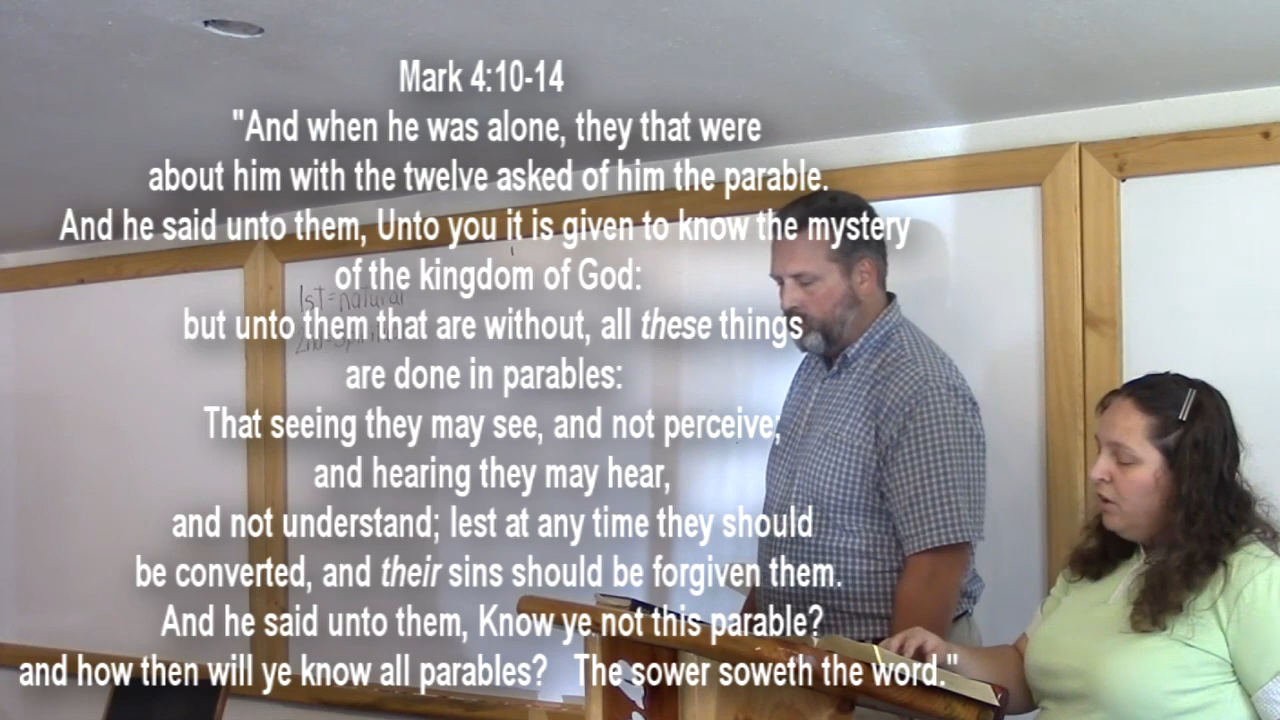 Mark 4:10-14
"And when he was alone, they that were
about him with the twelve asked of him the parable.
And he said unto them, Unto you it is given to know the mystery
of the kingdom of God:
but unto them that are without, all these things
are done in parables:
That seeing they may see, and not perceive;
and hearing they may hear,
and not understand; lest at any time they should
be converted, and their sins should be forgiven them.
And he said unto them, Know ye not this parable?
and how then will ye know all parables? The sower soweth the word."
1st = natural